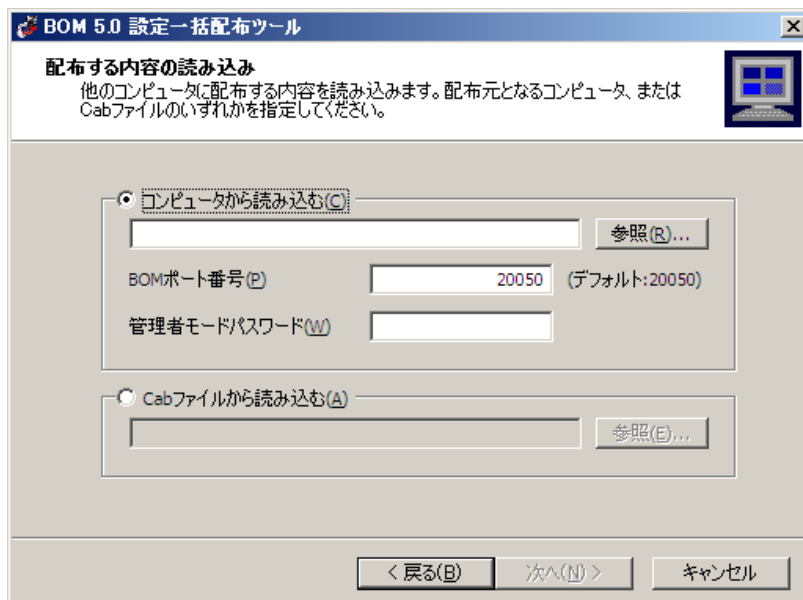 BOM 5.0 設定一括配布ツール
配布する内容の読み込み
他のコンピュータに配布する内容を読み込みます。配布元となるコンピュータ、または
Cabファイルのいずれかを指定してください。
コンピュータから読み込む(C)
参照(R)...
BOMポート番号(P) 20050 (デフォルト:20050)
管理者モードパスワード(W)
Cabファイルから読み込む(A)
参照(E)...
< 戻る(B) 次へ(N) > キャンセル